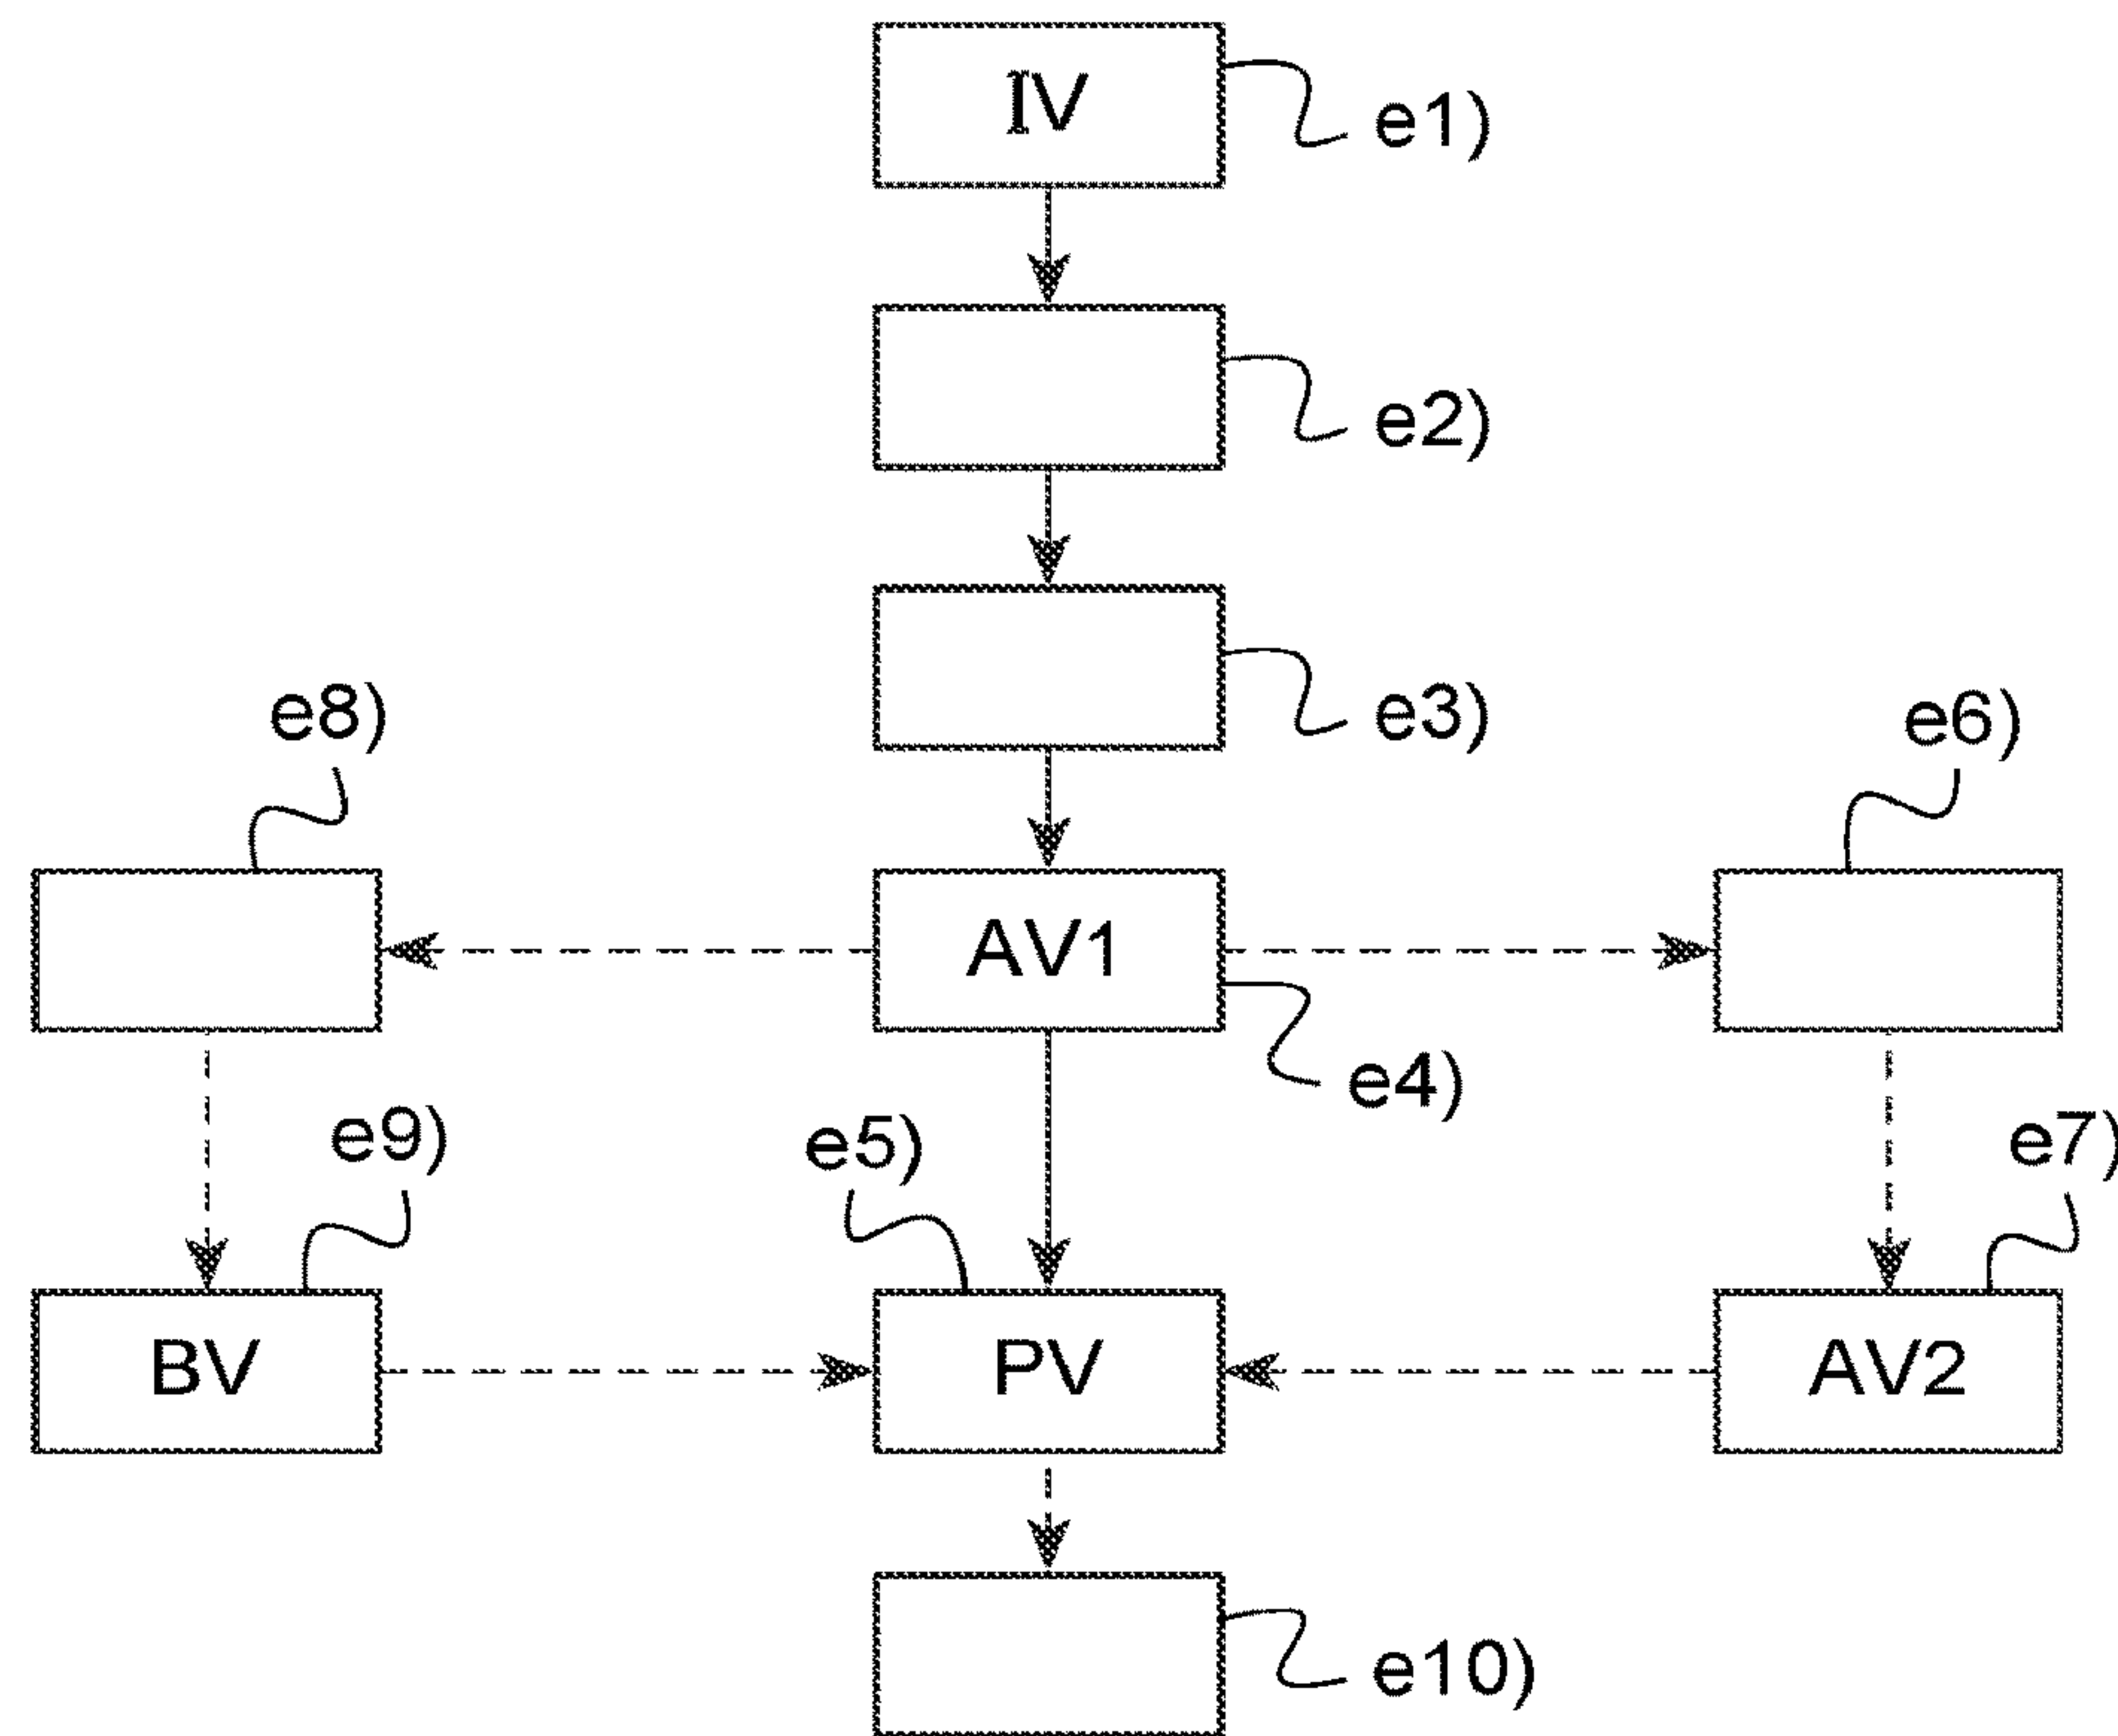 IV
e1)
e2)
e3)
e8)
e6)
AV1
e4)
e9)
e5)
e7)
BV
PV
AV2
e10)